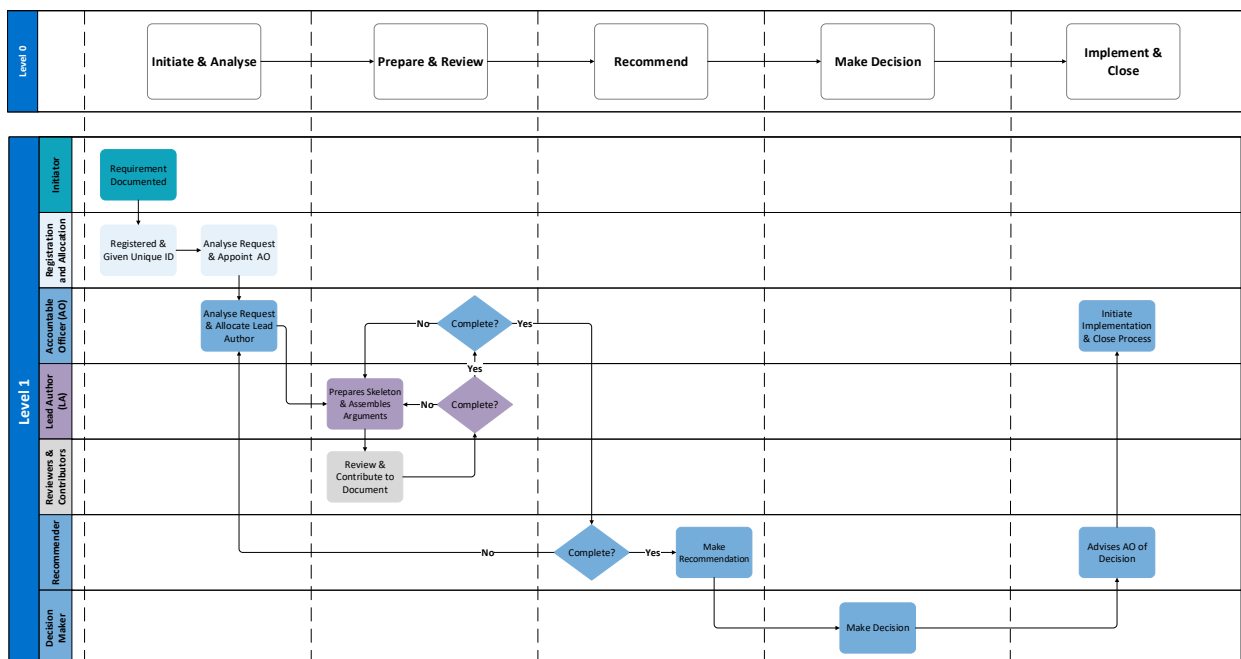 Level 0
Initiate & Analyse
Prepare & Review
Recommend
Make Decision
Implement &
Close
Level 1
Initiator
Requirement
Documented
Registration
and Allocation
Registered &
Given Unique ID
Analyse Request
& Appoint AO
Accountable
Officer (AO)
Analyse Request
& Allocate Lead
Author
No
Complete?
Yes
Initiate
Implementation
& Close Process
Yes
Lead Author
(LA)
Prepares Skeleton
& Assembles
Arguments
No
Complete?
Reviewers &
Contributors
Review &
Contribute to
Document
Recommender
No
Complete?
Yes
Make
Recommendation
Advises AO of
Decision
Decision
Maker
Make Decision